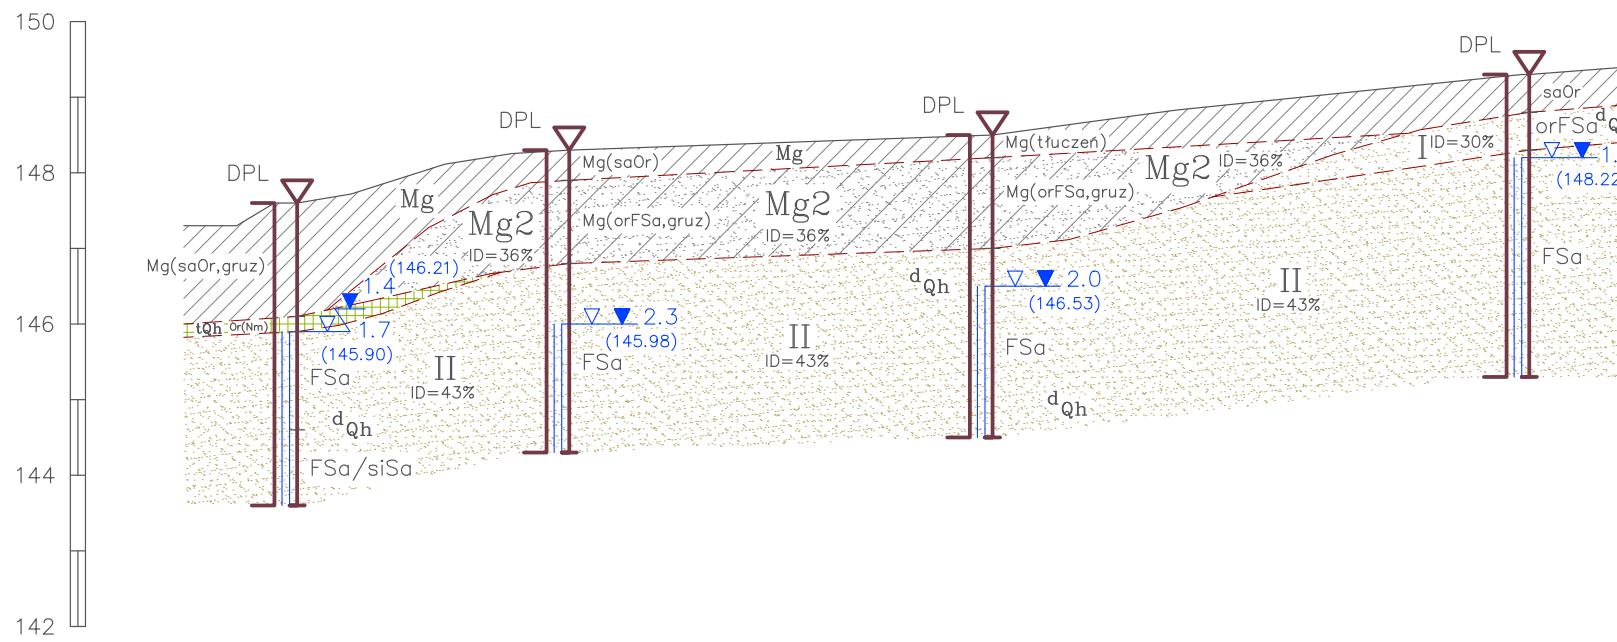 150
148
146
144
142
DPL
DPL
DPL
DPL
saOr
orFSa
d
I
ID=30%
(148.22
Mg(tłuczeń)
Mg
Mg(saOr)
Mg2
ID=36%
Mg
Mg2
ID=36%
Mg(orFSa,gruz)
Mg2
ID=36%
Mg(orFSa,gruz)
Mg(saOr,gruz)
(146.21)
1.4
tQh
Or(Nm)
1.7
(145.90)
2.3
(145.98)
2.0
(146.53)
dQh
FSa
II
ID=43%
FSa
II
ID=43%
FSa
II
ID=43%
FSa
dQh
dQh
FSa/siSa